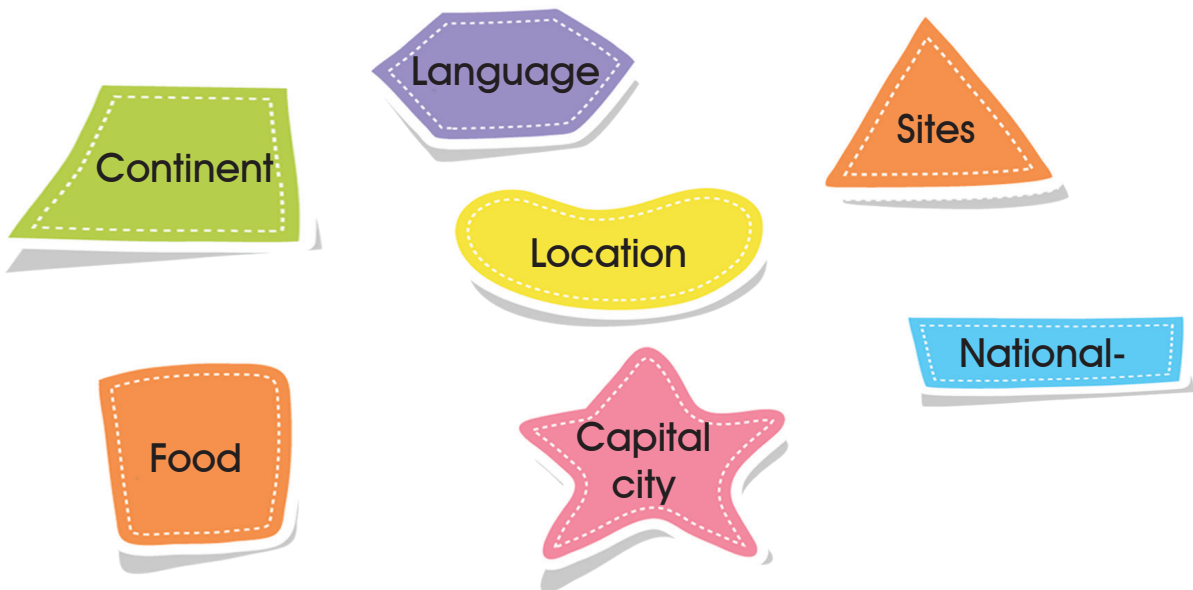 Language
Sites
Continent
Location
National-
Food
Capital
city